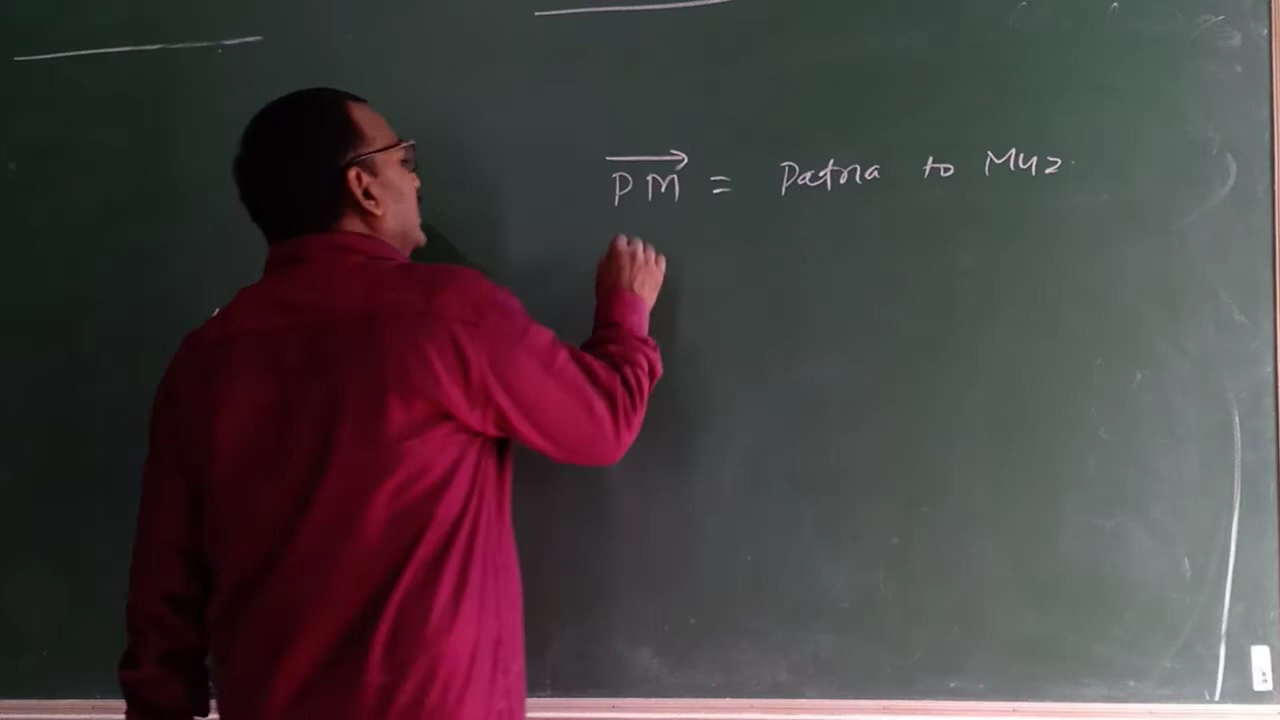 PM = Patna to Muz.